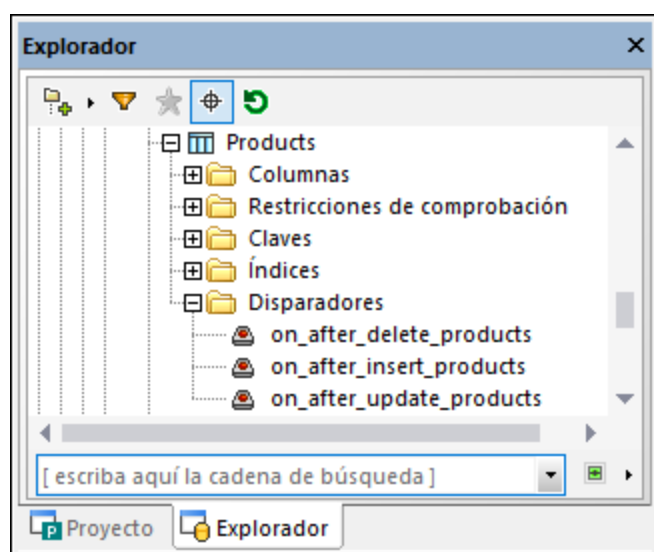 Explorador
Products
Columnas
Restricciones de comprobación
Claves
Índices
Disparadores
on_after_delete_products
on_after_insert_products
on_after_update_products
[ escriba aquí la cadena de búsqueda ]
Proyecto Explorador